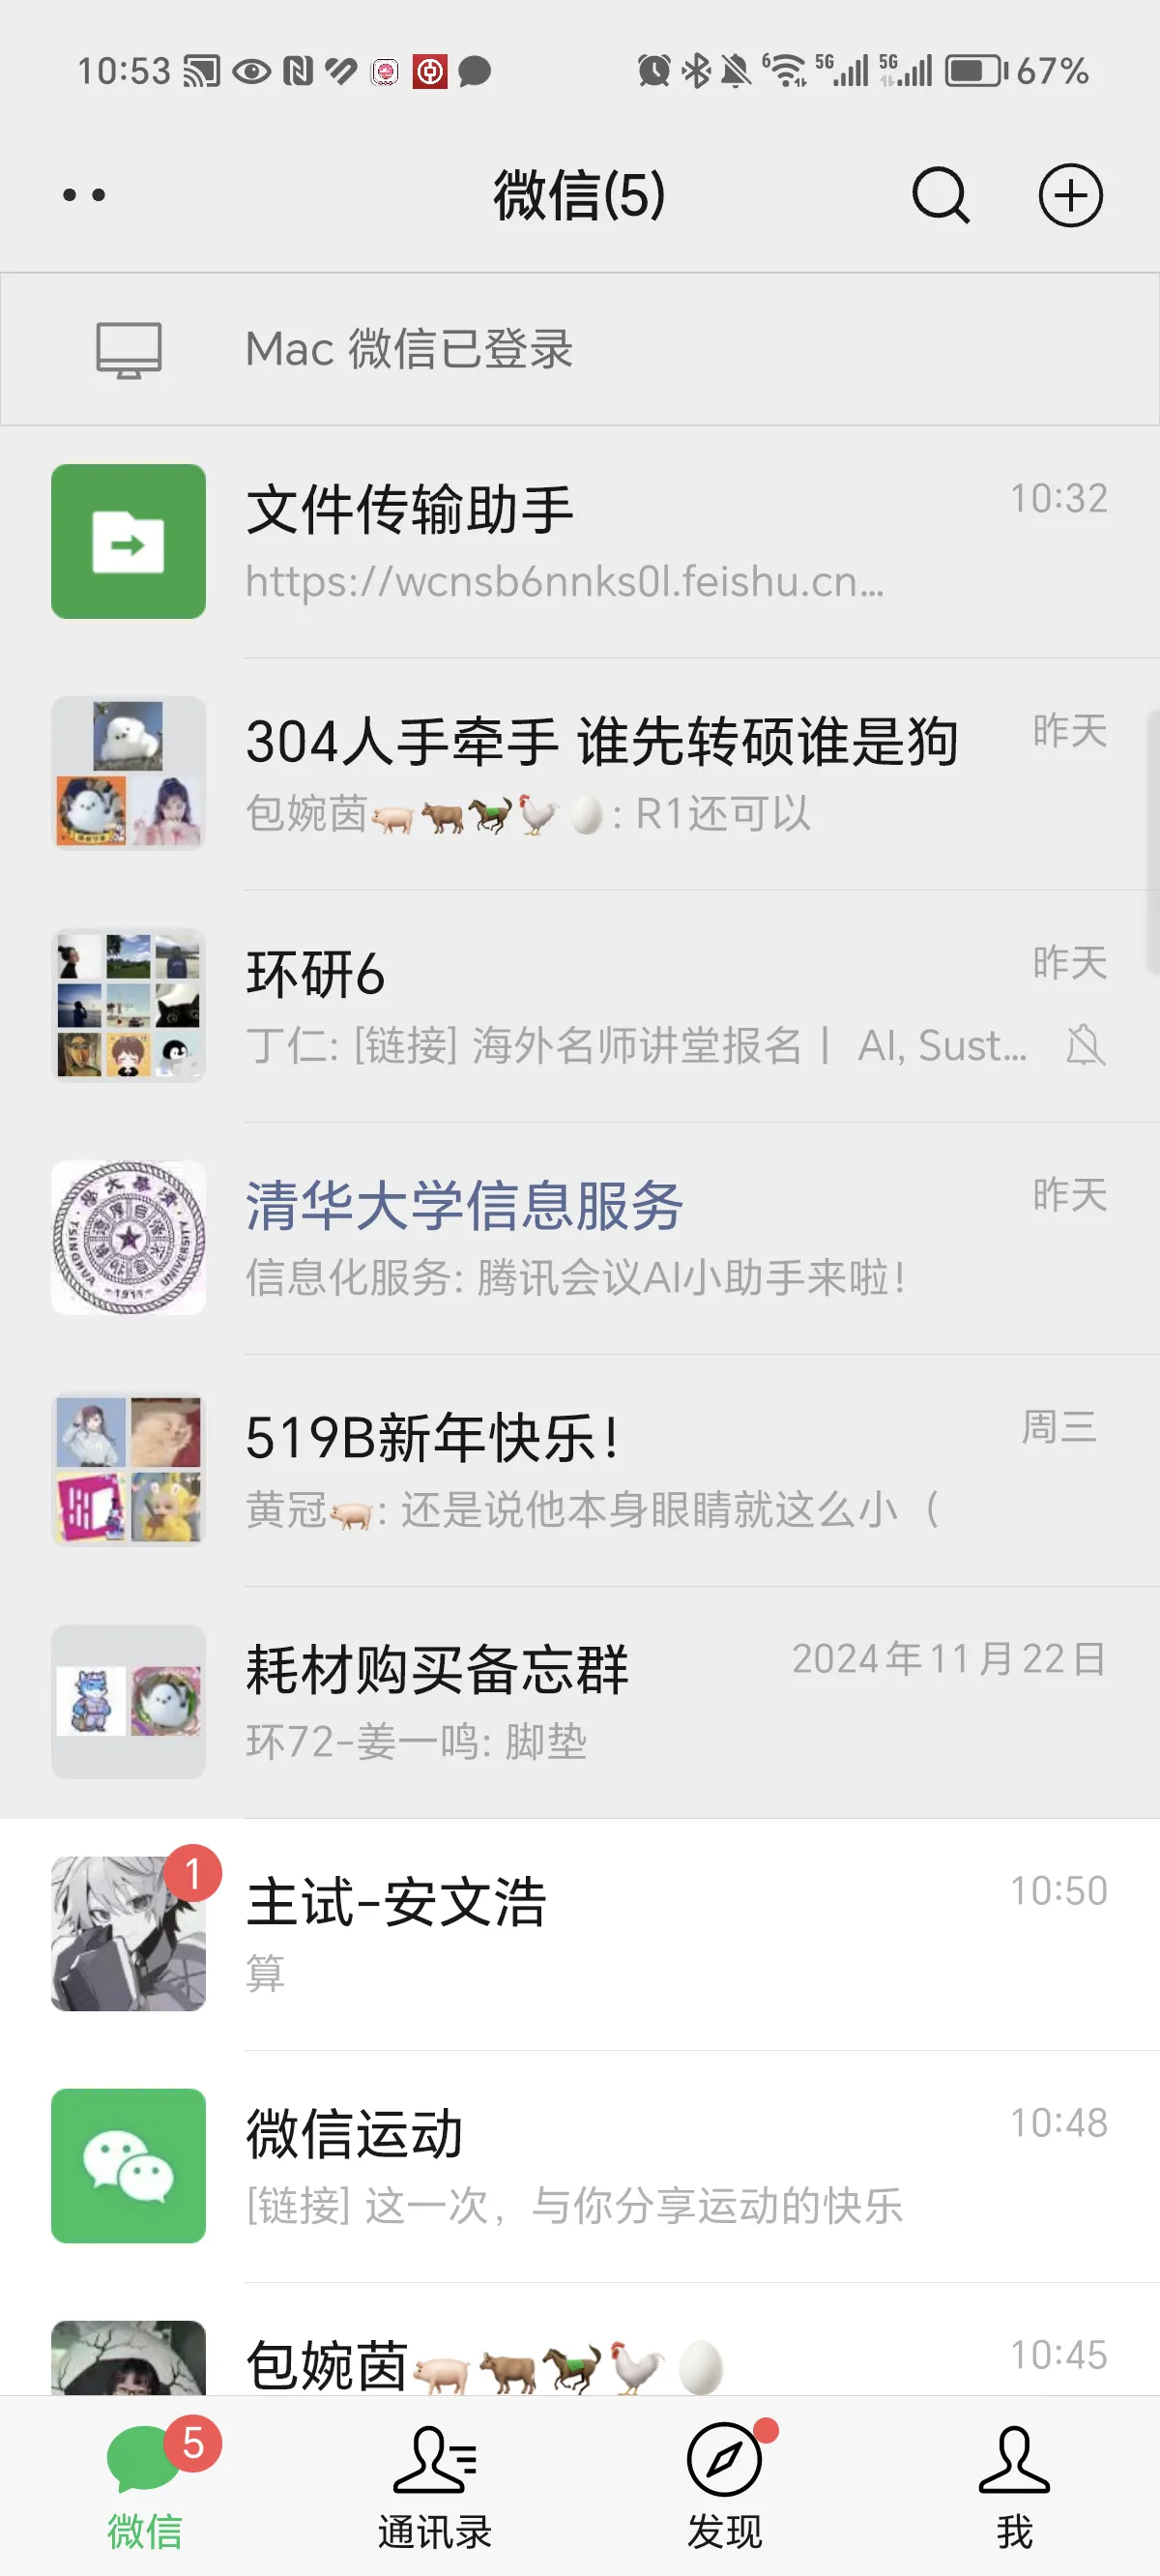 10:53
6
5G
5G
67%
微信(5)
Mac 微信已登录
文件传输助手
10:32
https://wcnsb6nnks0l.feishu.cn...
304人手牵手 谁先转硕谁是狗
昨天
包婉茵🐖🐂🐎🐓🥚: R1还可以
环研6
昨天
丁仁: [链接] 海外名师讲堂报名丨 AI, Sust...
清华大学信息服务
昨天
TSINGHUA UNIVERSITY
-1911-
信息化服务: 腾讯会议AI小助手来啦！
519B新年快乐！
周三
黄冠🐖: 还是说他本身眼睛就这么小（
耗材购买备忘群
2024年11月22日
环72-姜一鸣: 脚垫
1
主试-安文浩
10:50
算
微信运动
10:48
[链接] 这一次，与你分享运动的快乐
包婉茵🐖🐂🐎🐓🥚
10:45
5
微信
通讯录
发现
我